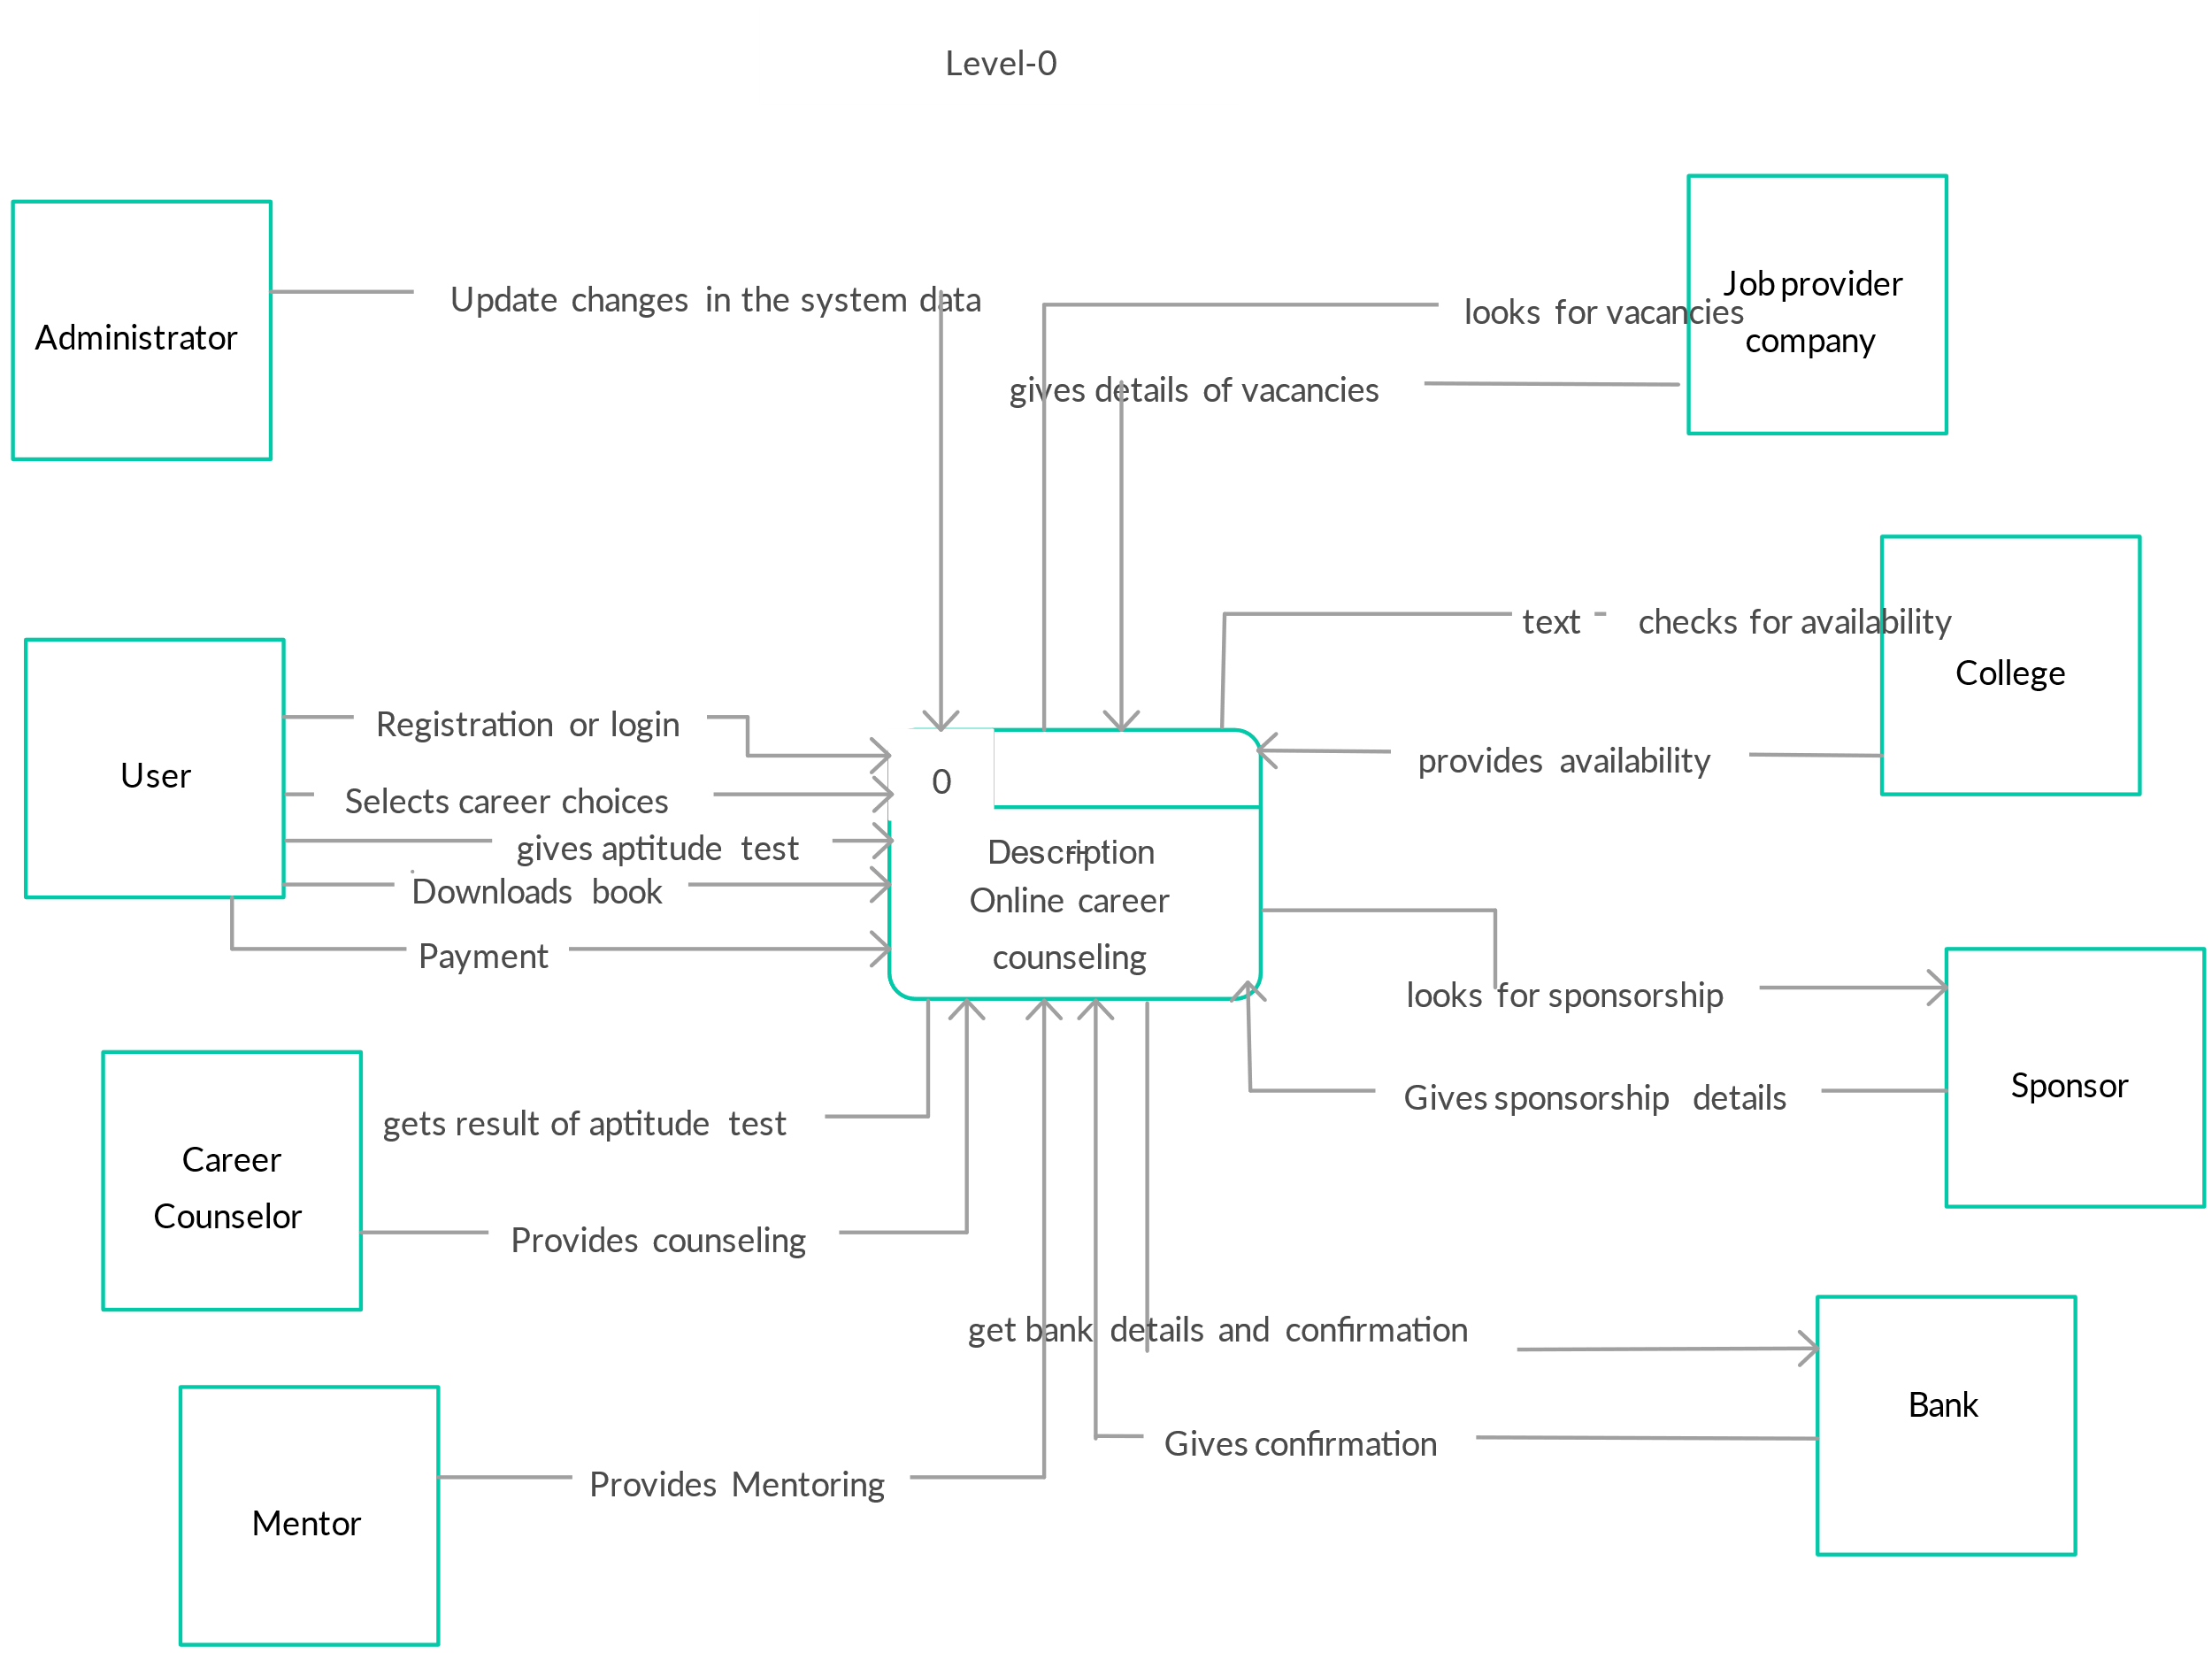 Level-0
Administrator
Update changes in the system data
looks for vacancies
Job provider
company
gives details of vacancies
text
checks for availability
College
provides availability
User
Registration or login
Selects career choices
gives aptitude test
Downloads book
Payment
0
Description
Online career
counseling
looks for sponsorship
Sponsor
Gives sponsorship details
Career
Counselor
gets result of aptitude test
Provides counseling
get bank details and confirmation
Bank
Gives confirmation
Mentor
Provides Mentoring